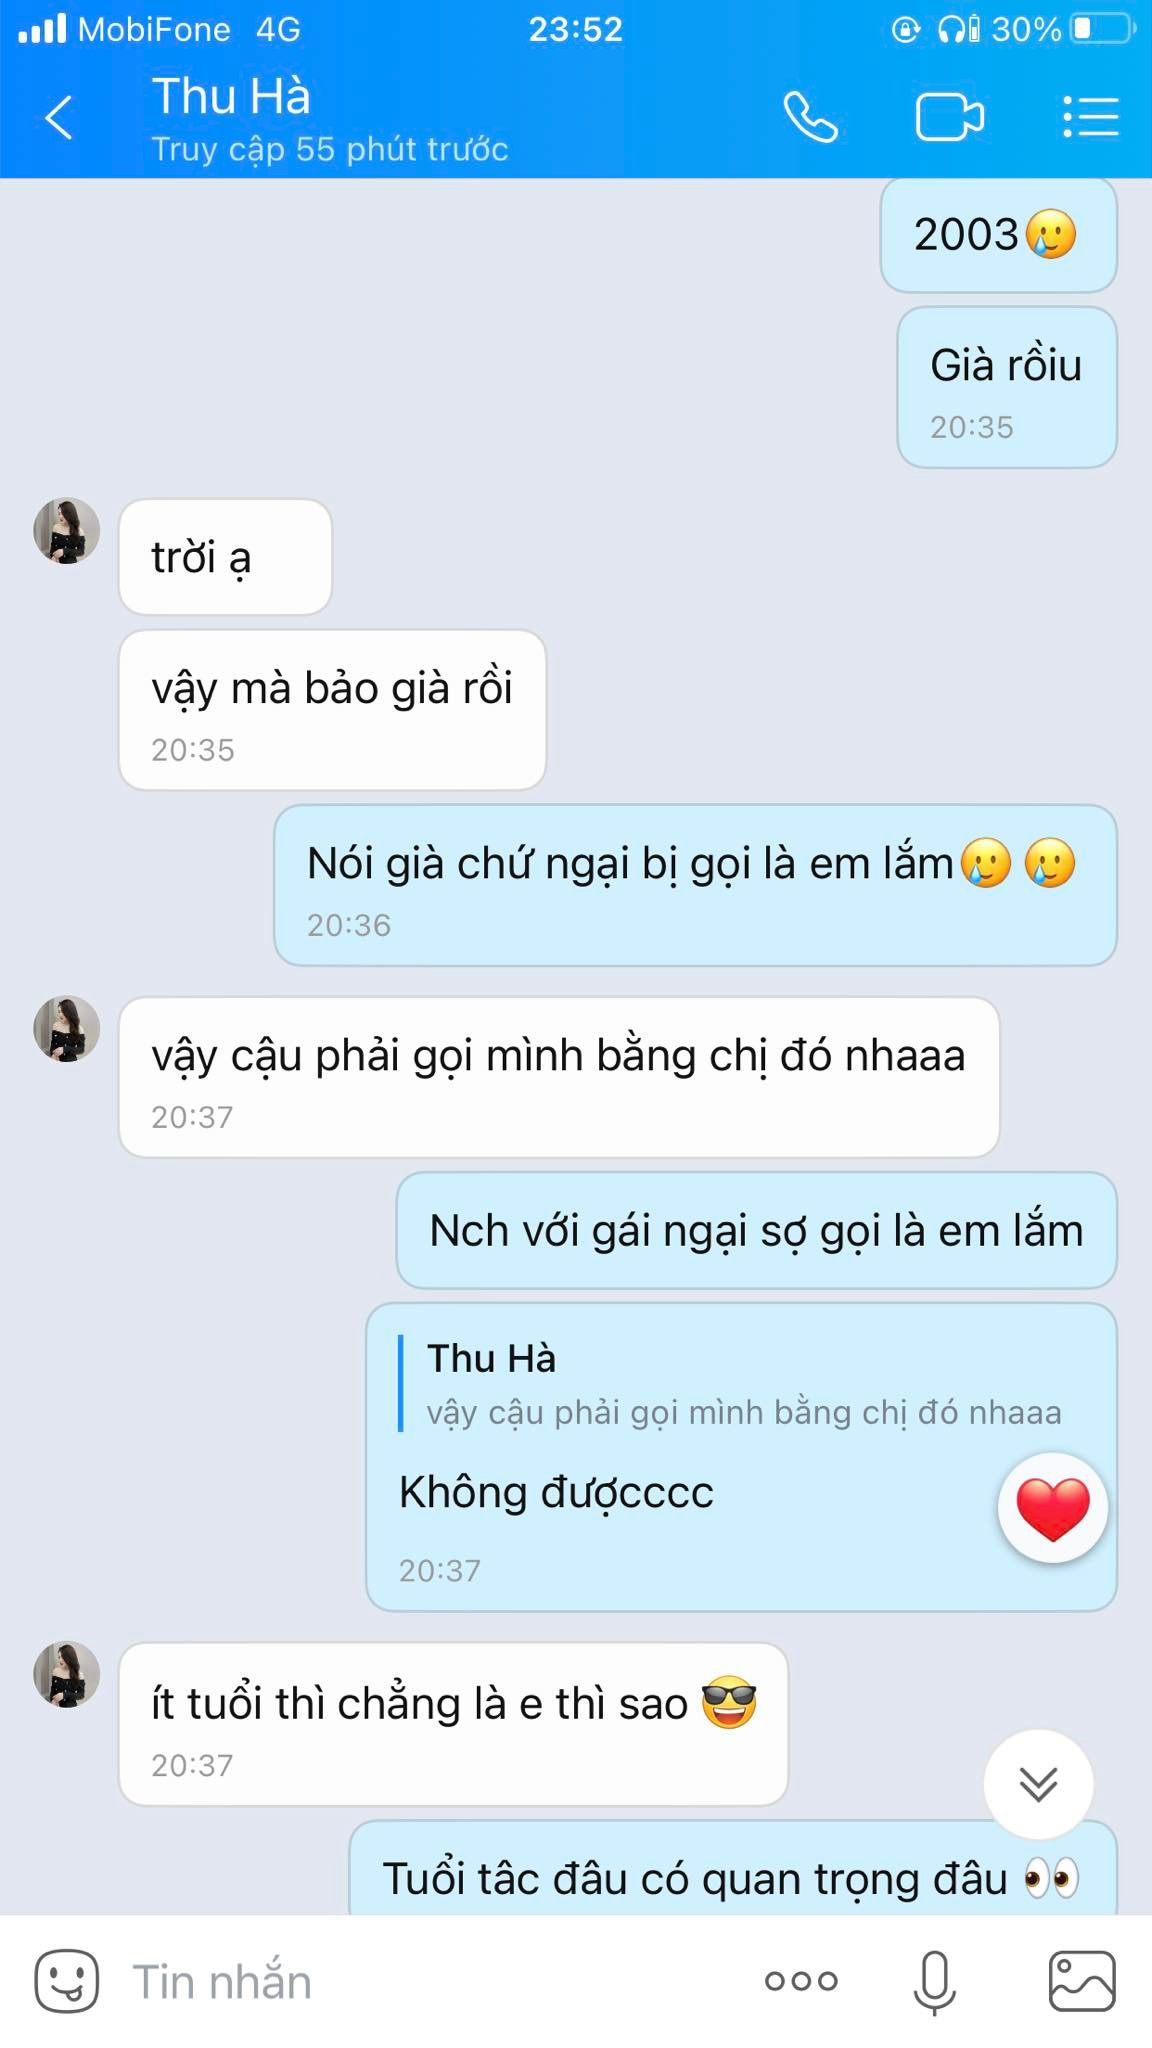 MobiFone 4G 23:52 30%
Thu Hà
Truy cập 55 phút trước
2003🥲
Già rồiu
20:35
trời ạ
vậy mà bảo già rồi
20:35
Nói già chứ ngại bị gọi là em lắm🥲🥲
20:36
vậy cậu phải gọi mình bằng chị đó nhaaa
20:37
Nch với gái ngại sợ gọi là em lắm
Thu Hà
vậy cậu phải gọi mình bằng chị đó nhaaa
Không đượcccc
20:37
ít tuổi thì chẳng là e thì sao 😎
20:37
Tuổi tâc đâu có quan trọng đâu 👀
Tin nhắn